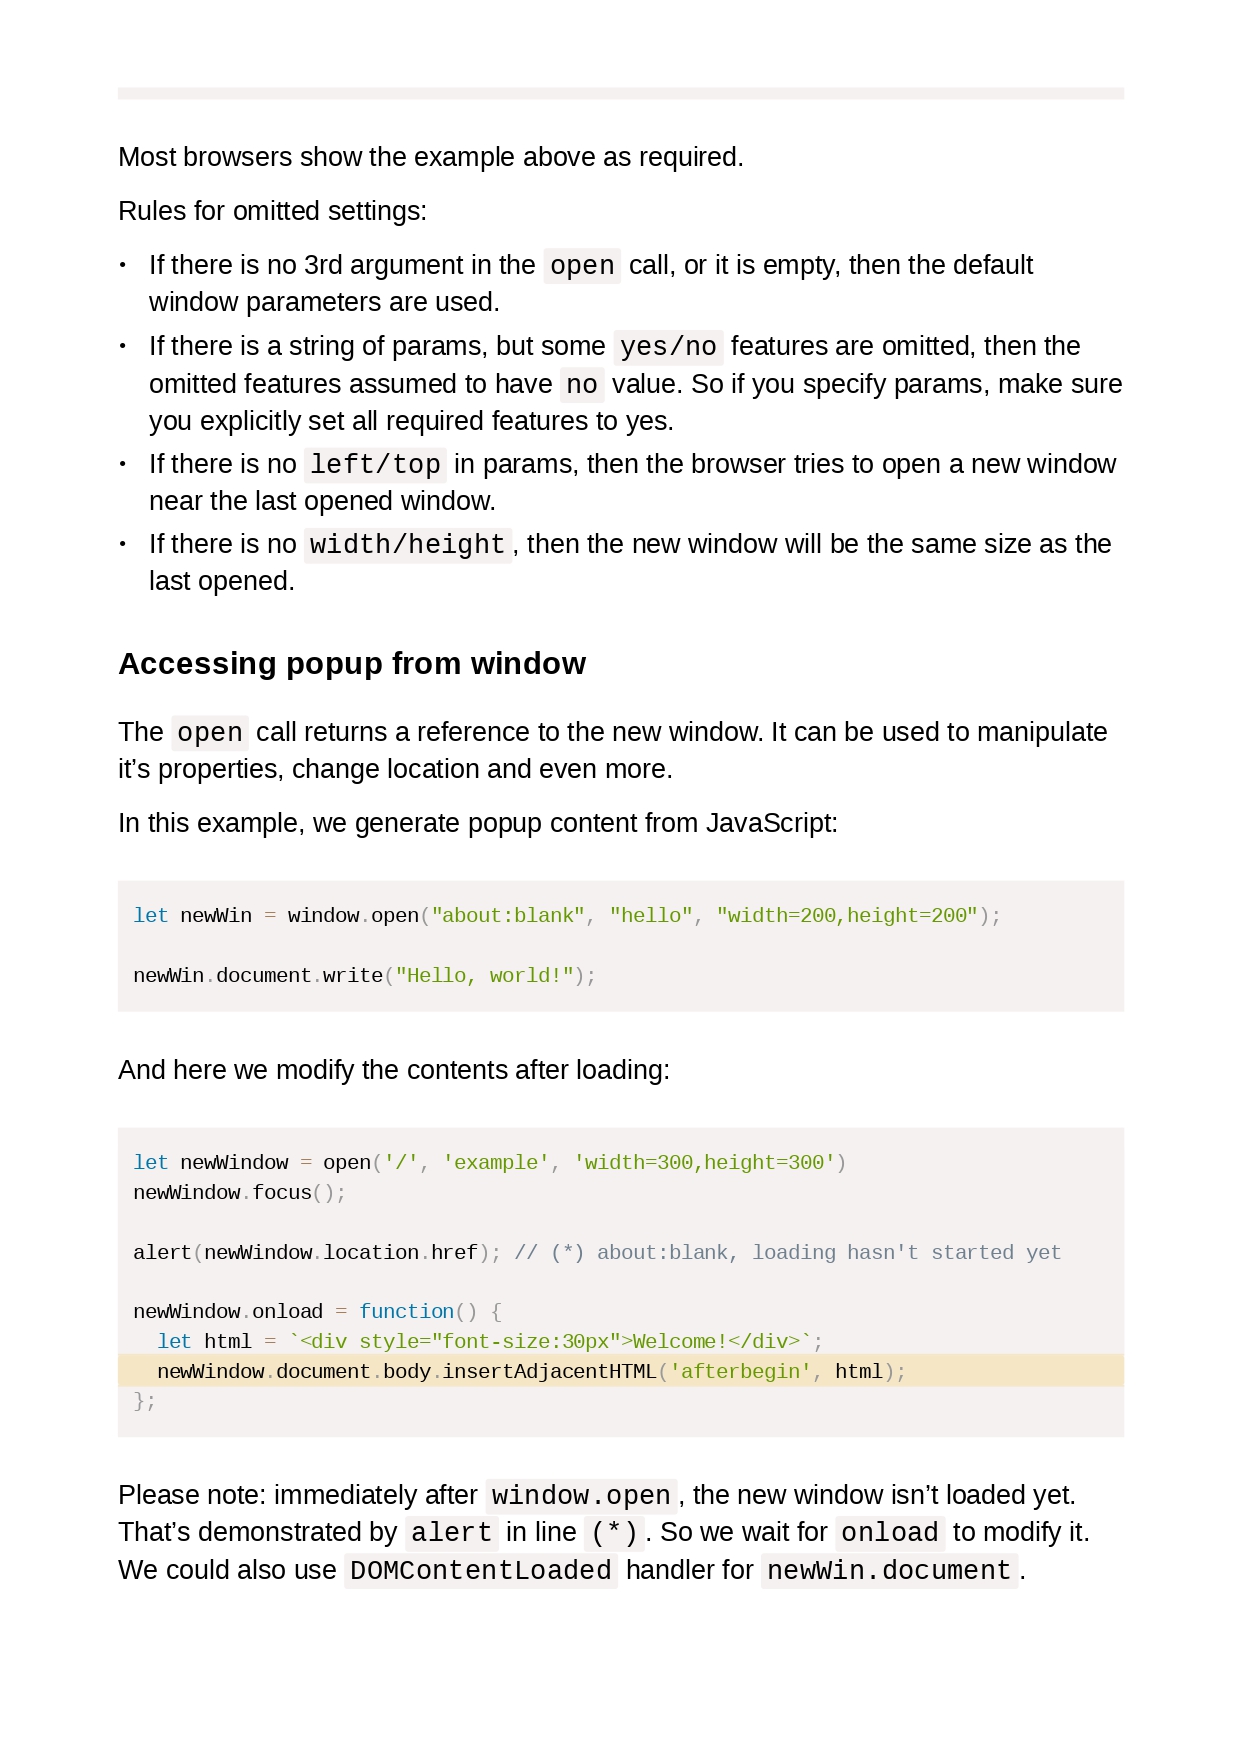 Most browsers show the example above as required.
Rules for omitted settings:
• If there is no 3rd argument in the open call, or it is empty, then the default
window parameters are used.
• If there is a string of params, but some yes/no features are omitted, then the
omitted features assumed to have no value. So if you specify params, make sure
you explicitly set all required features to yes.
• If there is no left/top in params, then the browser tries to open a new window
near the last opened window.
• If there is no width/height, then the new window will be the same size as the
last opened.
Accessing popup from window
The open call returns a reference to the new window. It can be used to manipulate
it’s properties, change location and even more.
In this example, we generate popup content from JavaScript:
let newWin = window.open("about:blank", "hello", "width=200,height=200");
newWin.document.write("Hello, world!");
And here we modify the contents after loading:
let newWindow = open('/', 'example', 'width=300,height=300')
newWindow.focus();
alert(newWindow.location.href); // (*) about:blank, loading hasn't started yet
newWindow.onload = function() {
  let html = `<div style="font-size:30px">Welcome!</div>`;
  newWindow.document.body.insertAdjacentHTML('afterbegin', html);
};
Please note: immediately after window.open, the new window isn’t loaded yet.
That’s demonstrated by alert in line (*). So we wait for onload to modify it.
We could also use DOMContentLoaded handler for newWin.document.